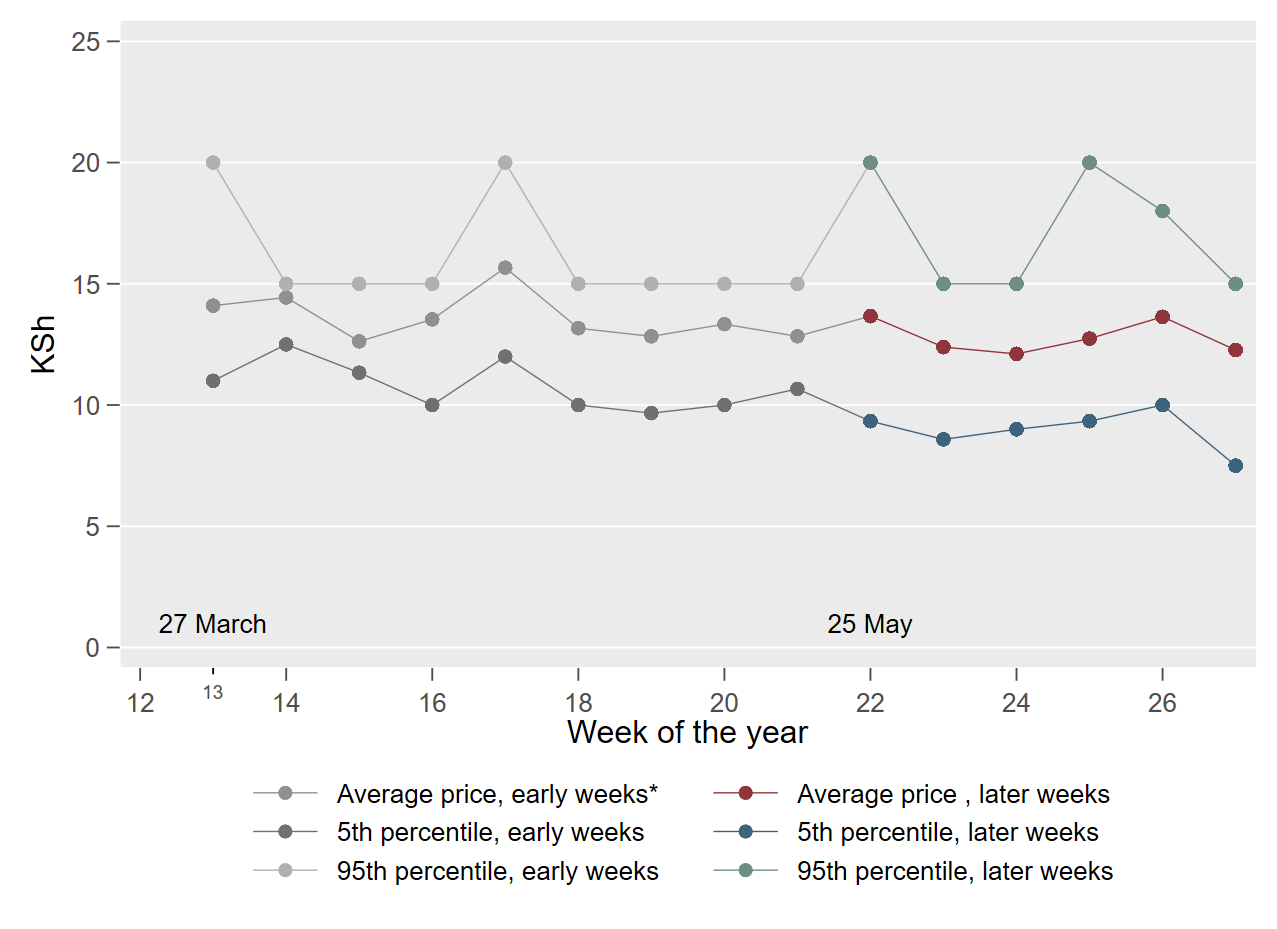 25
20
15
10
5
0
KSh
27 March
25 May
12
13
14
16
18
20
22
24
26
Week of the year
Average price, early weeks*
Average price , later weeks
5th percentile, early weeks
5th percentile, later weeks
95th percentile, early weeks
95th percentile, later weeks